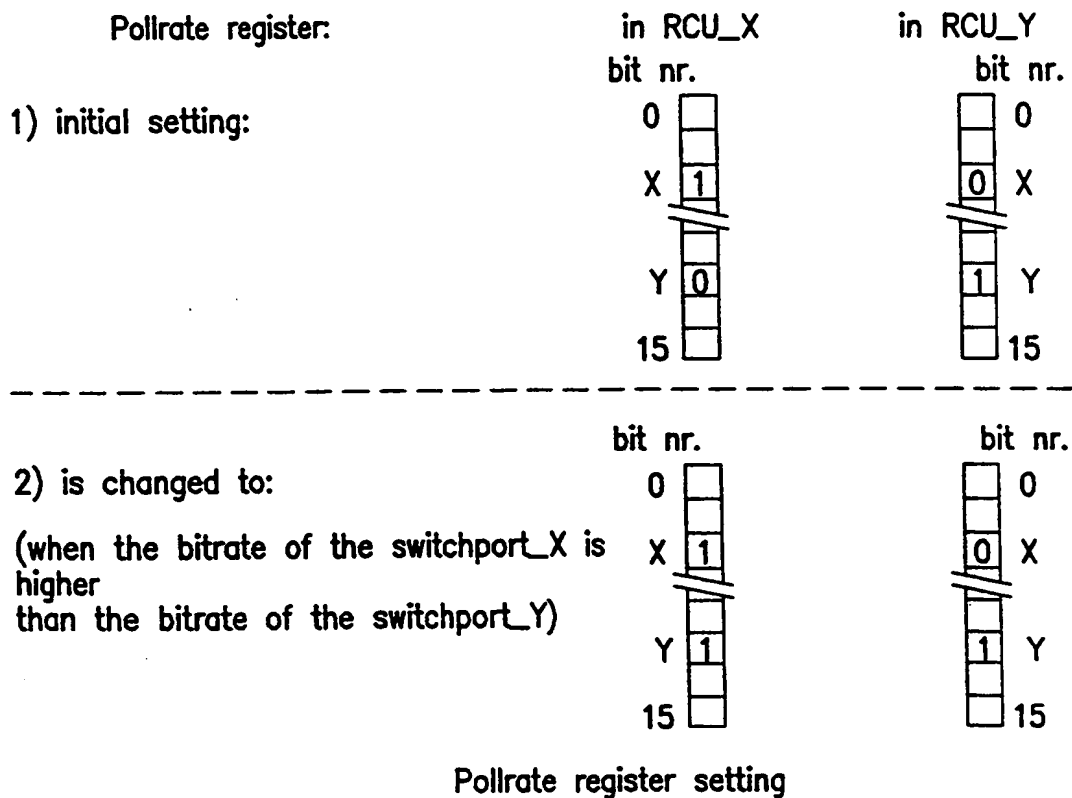 Pollrate register: in RCU_X in RCU_Y
bit nr. bit nr.
1) initial setting:
0 0
X 1 0 X
Y 0 1 Y
15 15
bit nr. bit nr.
2) is changed to:
0 0
(when the bitrate of the switchport_X is
higher
than the bitrate of the switchport_Y)
X 1 0 X
Y 1 1 Y
15 15
Pollrate register setting